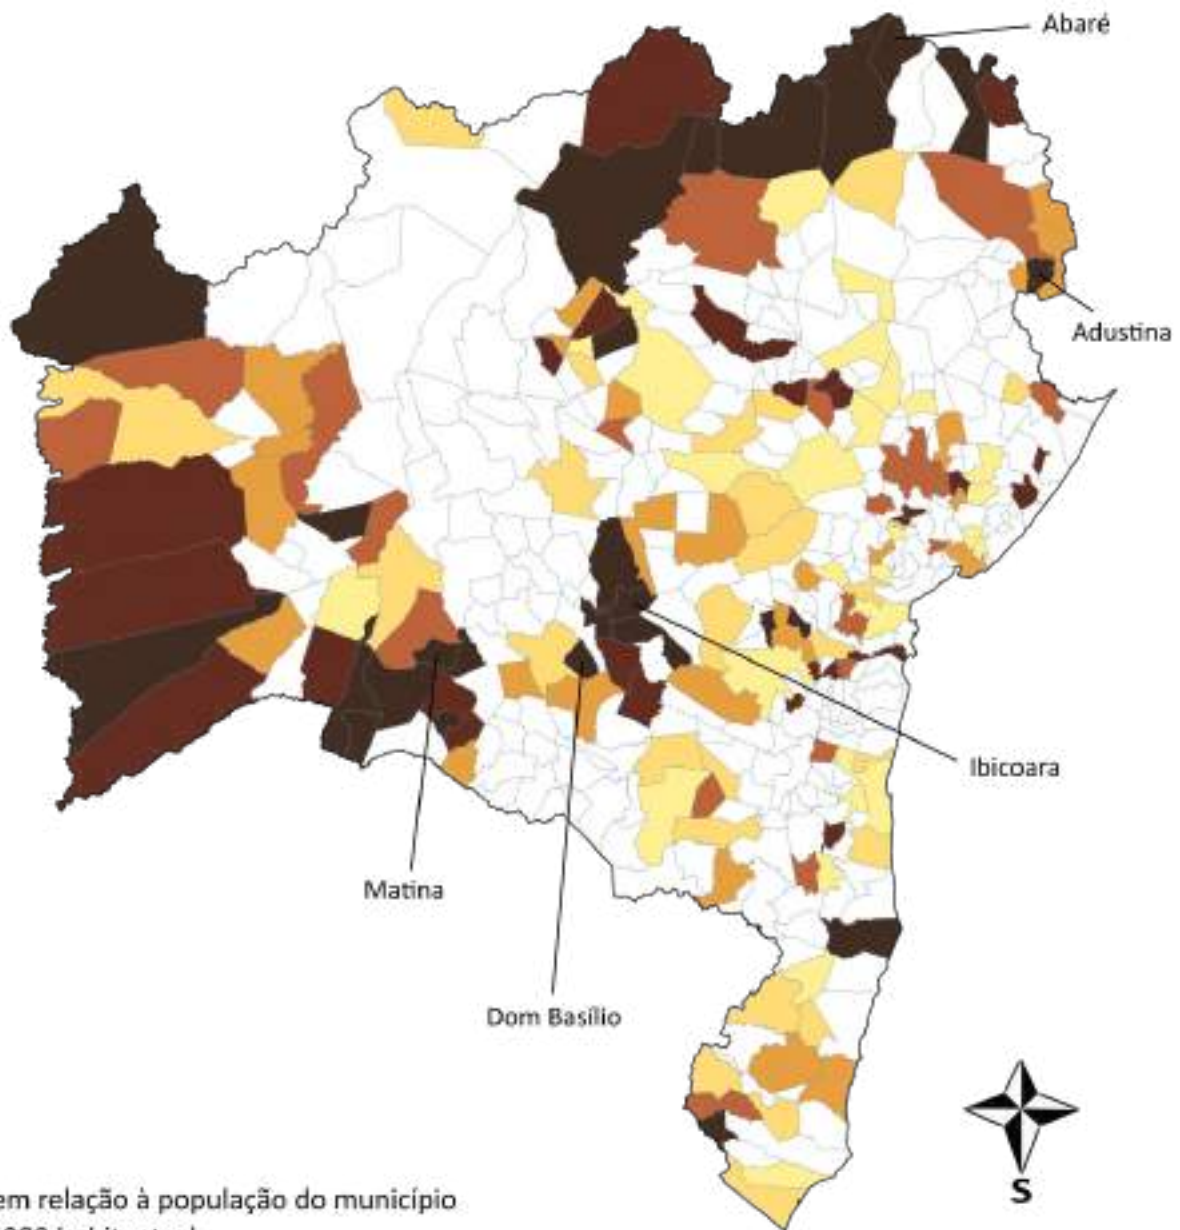 Abaré
Adustina
Ibicoara
Matina
Dom Basílio
S
em relação à população do município